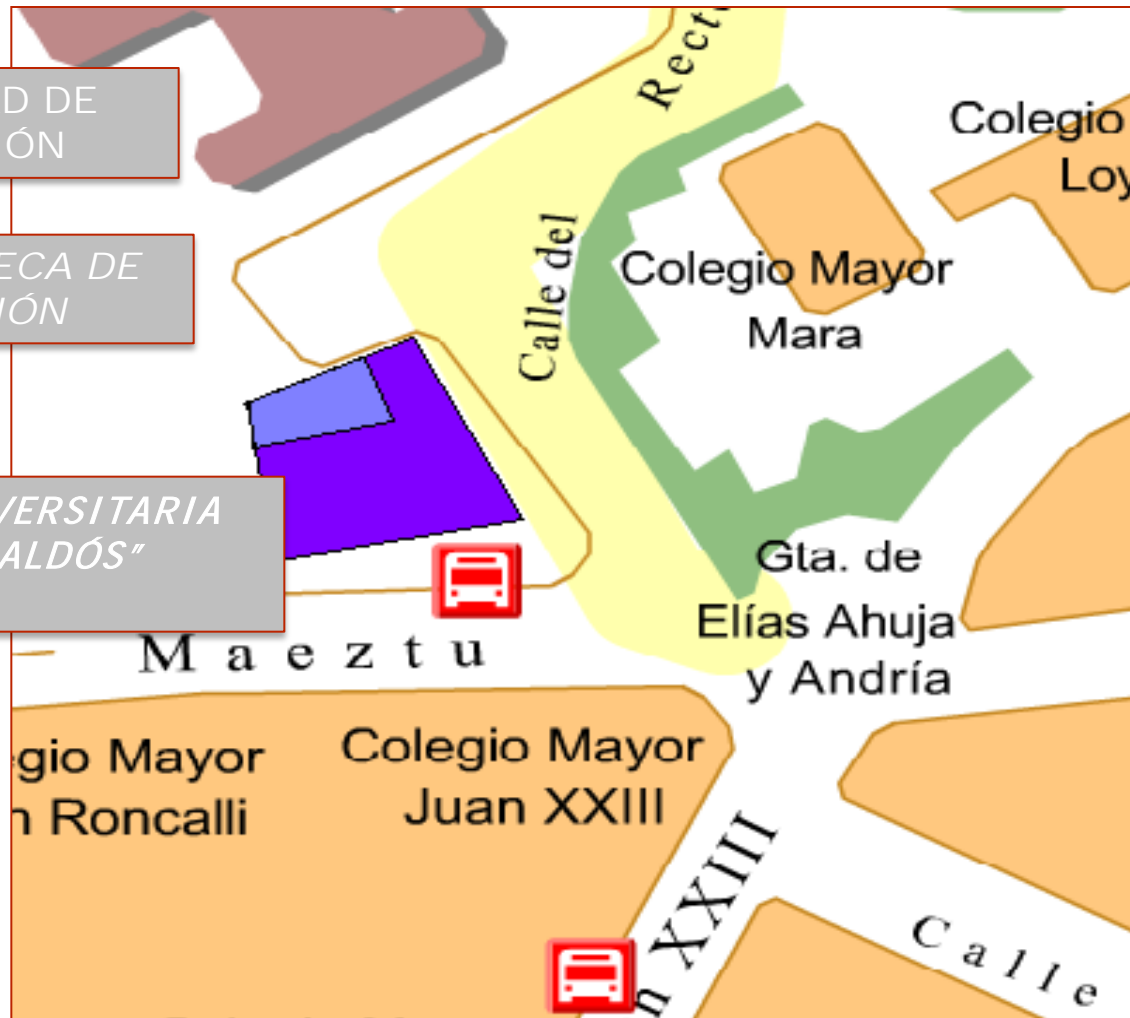 D DE
ÓN
ECA DE
IÓN
VERSITARIA
ALDÓS”
Calle del
Rect
Colegio
Loy
Colegio Mayor
Mara
Gta. de
Elías Ahuja
y Andría
Maeztu
egio Mayor
n Roncalli
Colegio Mayor
Juan XXIII
n XXIII
Calle